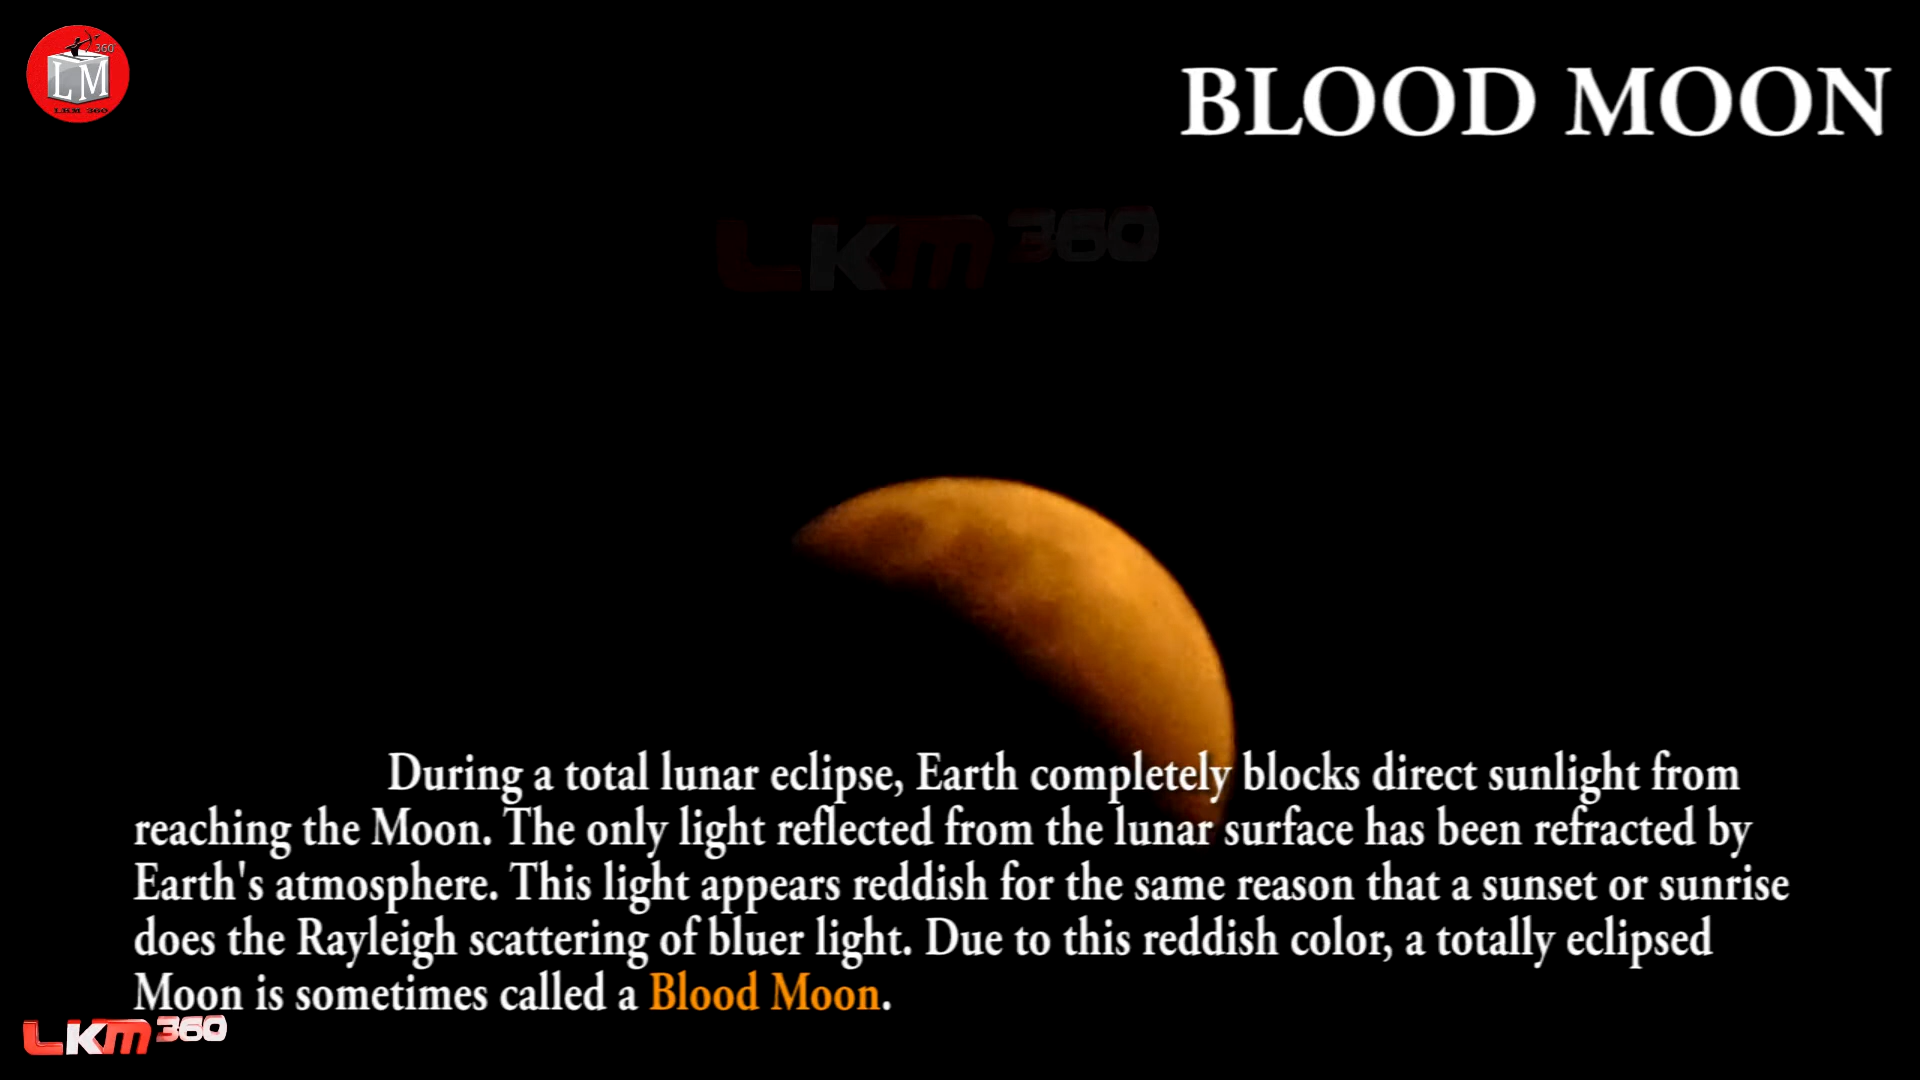 360
LM
LKM 360
BLOOD MOON
LKM 360
During a total lunar eclipse, Earth completely blocks direct sunlight from
reaching the Moon. The only light reflected from the lunar surface has been refracted by
Earth's atmosphere. This light appears reddish for the same reason that a sunset or sunrise
does the Rayleigh scattering of bluer light. Due to this reddish color, a totally eclipsed
Moon is sometimes called a Blood Moon.
LKM 360